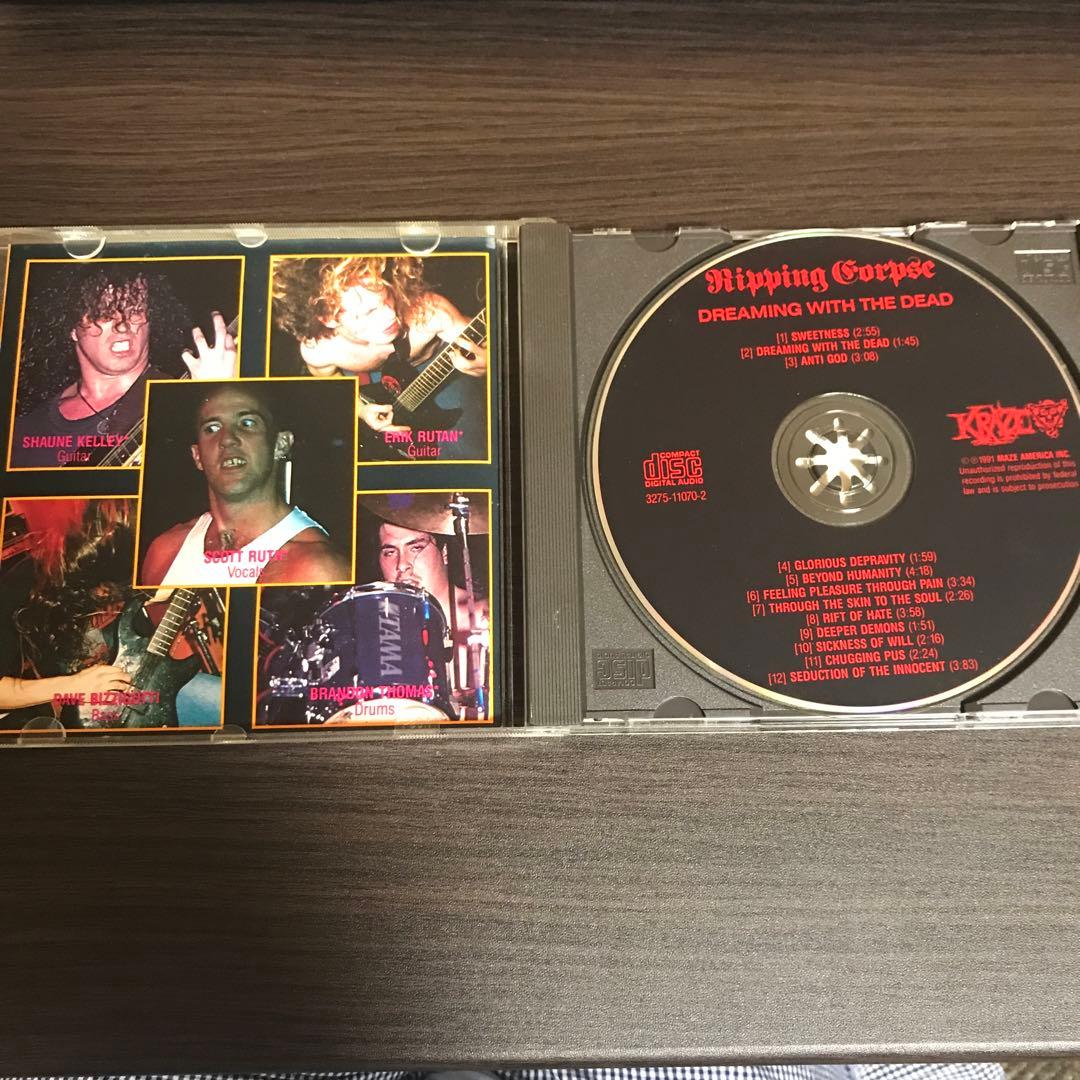 SHAUNE KELLEY*
Guitar
ERIK RUTAN*
Guitar
SCOTT RUTH*
Vocals
DAVE BIZZIGOTTI
Bass
TAMA
BRANDON THOMAS*
Drums
Ripping Corpse
DREAMING WITH THE DEAD
[1] SWEETNESS (2:55)
[2] DREAMING WITH THE DEAD (1:45)
[3] ANTI GOD (3:08)
COMPACT
disc
DIGITAL AUDIO
3275-11070-2
KRAZE
©℗1991 MAZE AMERICA INC.
Unauthorized reproduction of this
recording is prohibited by federal
law and is subject to prosecution
[4] GLORIOUS DEPRAVITY (1:59)
[5] BEYOND HUMANITY (4:18)
[6] FEELING PLEASURE THROUGH PAIN (3:34)
[7] THROUGH THE SKIN TO THE SOUL (2:26)
[8] RIFT OF HATE (3:58)
[9] DEEPER DEMONS (1:51)
[10] SICKNESS OF WILL (2:16)
[11] CHUGGING PUS (2:24)
[12] SEDUCTION OF THE INNOCENT (3:83)
disc